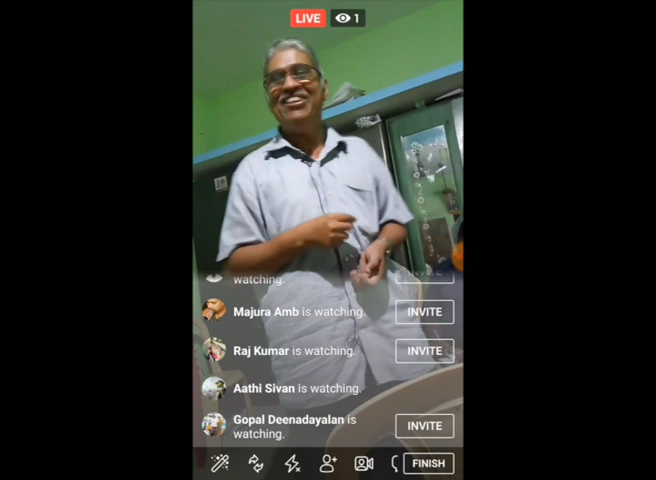 LIVE 1
watching.
Majura Amb is watching.
INVITE
Raj Kumar is watching.
INVITE
Aathi Sivan is watching.
Gopal Deenadayalan is
watching.
INVITE
FINISH